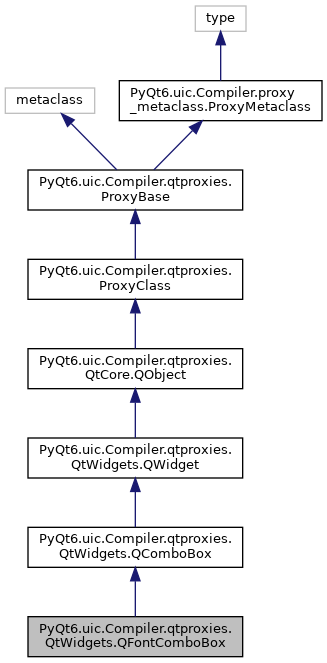 type
metaclass
PyQt6.uic.Compiler.proxy
_metaclass.ProxyMetaclass
PyQt6.uic.Compiler.qtproxies.
ProxyBase
PyQt6.uic.Compiler.qtproxies.
ProxyClass
PyQt6.uic.Compiler.qtproxies.
QtCore.QObject
PyQt6.uic.Compiler.qtproxies.
QtWidgets.QWidget
PyQt6.uic.Compiler.qtproxies.
QtWidgets.QComboBox
PyQt6.uic.Compiler.qtproxies.
QtWidgets.QFontComboBox